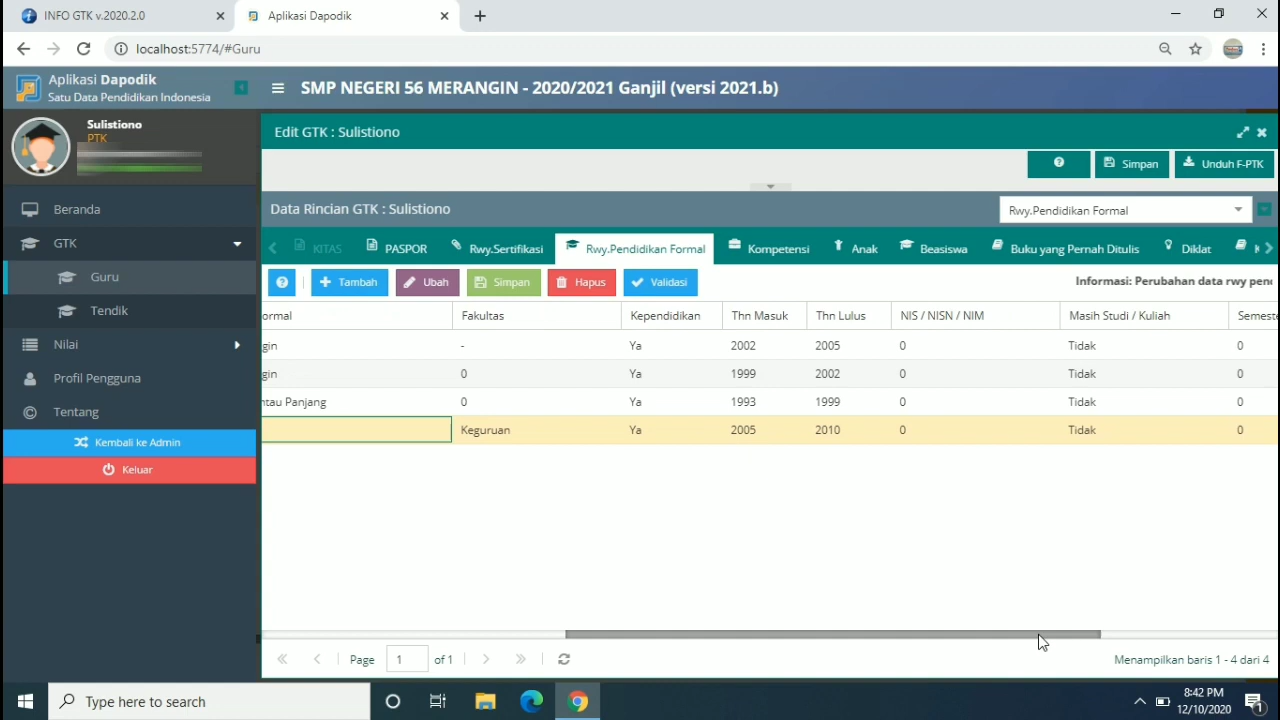 INFO GTK v.2020.2.0
Aplikasi Dapodik
localhost:5774/#Guru
Aplikasi Dapodik
Satu Data Pendidikan Indonesia
SMP NEGERI 56 MERANGIN - 2020/2021 Ganjil (versi 2021.b)
Sulistiono
PTK
Edit GTK : Sulistiono
Simpan
Unduh F-PTK
Data Rincian GTK : Sulistiono
Rwy.Pendidikan Formal
KITAS PASPOR Rwy.Sertifikasi Rwy.Pendidikan Formal Kompetensi Anak Beasiswa Buku yang Pernah Ditulis Diklat
Tambah Ubah Simpan Hapus Validasi Informasi: Perubahan data rwy pen
ormal Fakultas Kependidikan Thn Masuk Thn Lulus NIS / NISN / NIM Masih Studi / Kuliah Semeste
gin - Ya 2002 2005 0 Tidak 0
gin 0 Ya 1999 2002 0 Tidak 0
ntau Panjang 0 Ya 1993 1999 0 Tidak 0
Keguruan Ya 2005 2010 0 Tidak 0
Beranda
GTK
Guru
Tendik
Nilai
Profil Pengguna
Tentang
Kembali ke Admin
Keluar
Page 1 of 1
Menampilkan baris 1 - 4 dari 4
Type here to search
8:42 PM
12/10/2020
1